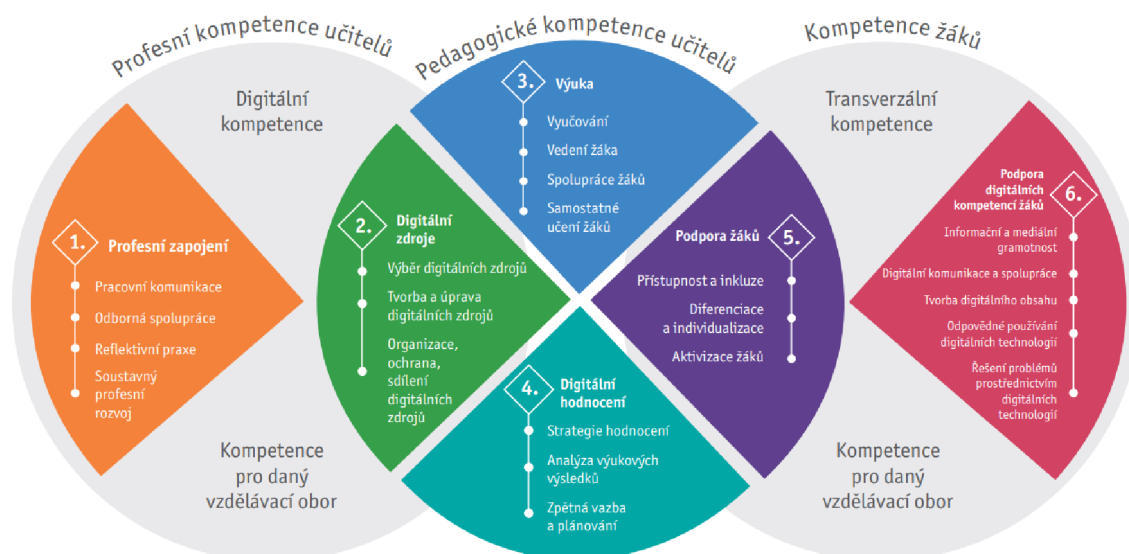 Profesní kompetence učitelů
Pedagogické kompetence učitelů
Kompetence žáků
Digitální
kompetence
Transverzální
kompetence
1.
Profesní zapojení
Pracovní komunikace
Odborná spolupráce
Reflektivní praxe
Soustavný
profesní
rozvoj
2.
Digitální
zdroje
Výběr digitálních zdrojů
Tvorba a úprava
digitálních zdrojů
Organizace,
ochrana,
sdílení
digitálních
zdrojů
3.
Výuka
Vyučování
Vedení žáka
Spolupráce žáků
Samostatné
učení žáků
4.
Digitální
hodnocení
Strategie hodnocení
Analýza výukových
výsledků
Zpětná vazba
a plánování
5.
Podpora žáků
Přístupnost a inkluze
Diferenciace
a individualizace
Aktivizace žáků
6.
Podpora
digitálních
kompetencí žáků
Informační a mediální
gramotnost
Digitální komunikace a spolupráce
Tvorba digitálního obsahu
Odpovědné používání
digitálních technologií
Řešení problémů
prostřednictvím
digitálních
technologií
Kompetence
pro daný
vzdělávací obor
Kompetence
pro daný
vzdělávací obor